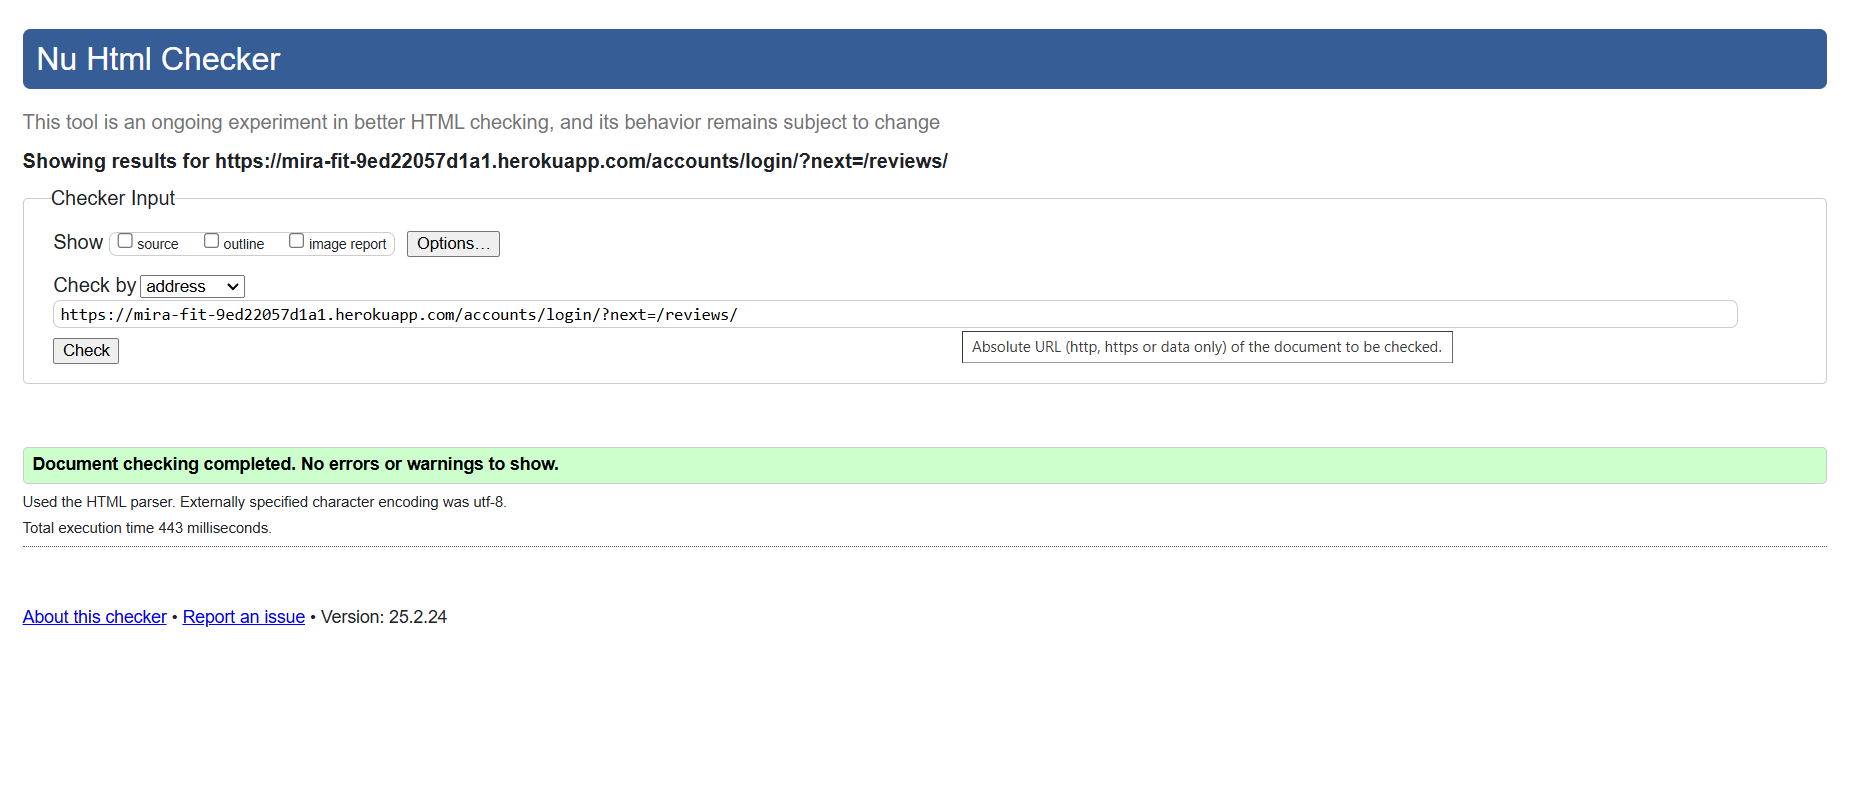 Nu Html Checker
This tool is an ongoing experiment in better HTML checking, and its behavior remains subject to change
Showing results for https://mira-fit-9ed22057d1a1.herokuapp.com/accounts/login/?next=/reviews/
Checker Input
Show source outline image report Options...
Check by address
https://mira-fit-9ed22057d1a1.herokuapp.com/accounts/login/?next=/reviews/
Absolute URL (http, https or data only) of the document to be checked.
Check
Document checking completed. No errors or warnings to show.
Used the HTML parser. Externally specified character encoding was utf-8.
Total execution time 443 milliseconds.
About this checker • Report an issue • Version: 25.2.24